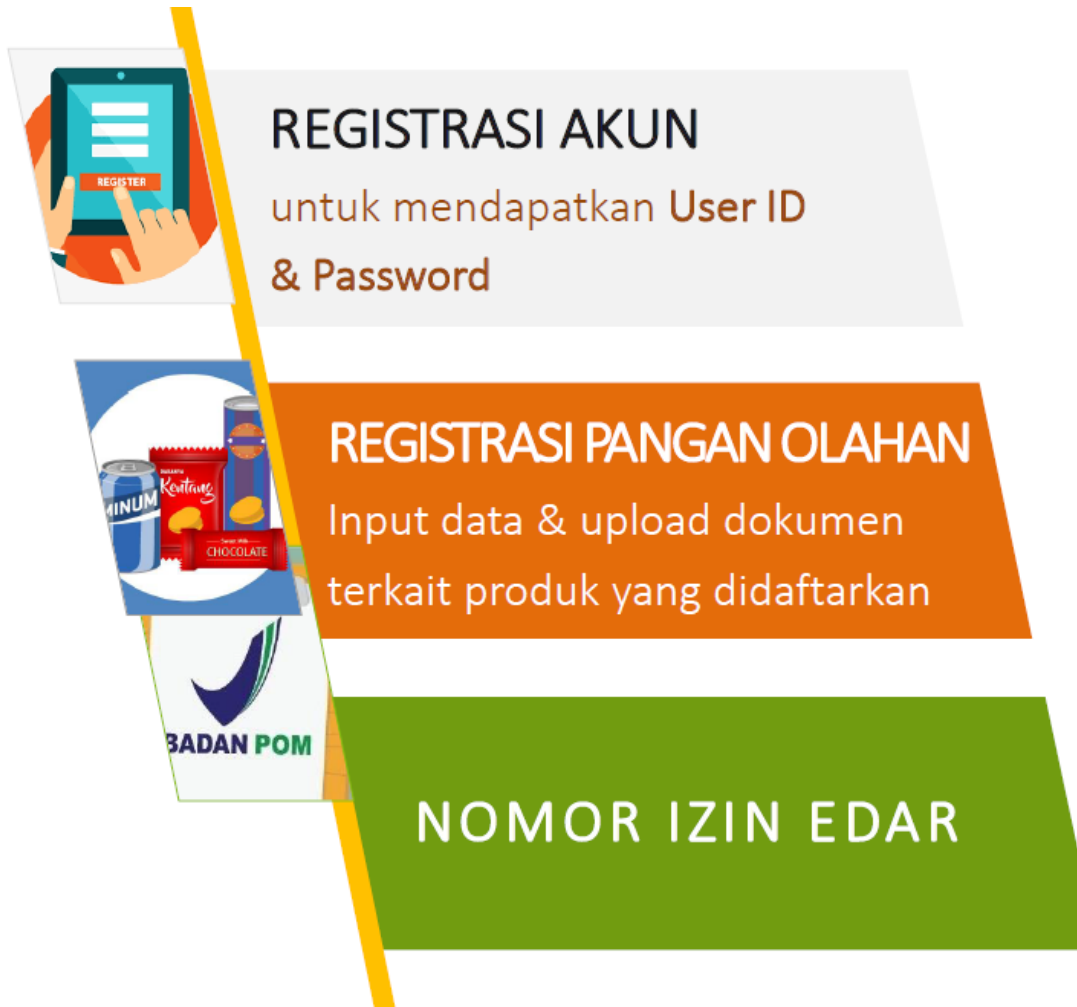 REGISTER
REGISTRASI AKUN
untuk mendapatkan User ID
& Password
MINUM
Kentang
CHOCOLATE
REGISTRASI PANGAN OLAHAN
Input data & upload dokumen
terkait produk yang didaftarkan
BADAN POM
NOMOR IZIN EDAR